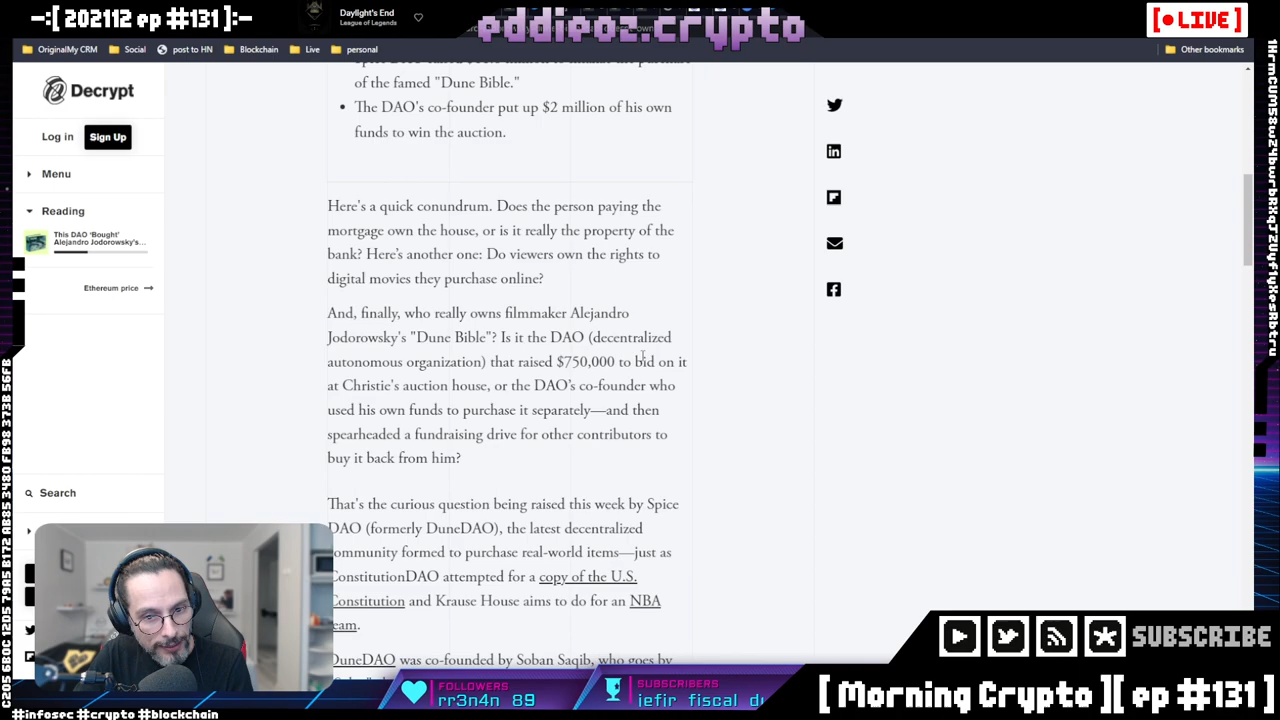 -:[ 202112 ep #131]:-
Daylight's End
League of Legends
eddieoz.crypto
[●LIVE]
OriginalMy CRM
Social
post to HN
Blockchain
Live
personal
Other bookmarks
Decrypt
Log in
Sign Up
Menu
Reading
This DAO 'Bought'
Alejandro Jodorowsky's...
Ethereum price
Search
of the famed "Dune Bible."
• The DAO's co-founder put up $2 million of his own
funds to win the auction.
Here's a quick conundrum. Does the person paying the
mortgage own the house, or is it really the property of the
bank? Here's another one: Do viewers own the rights to
digital movies they purchase online?
And, finally, who really owns filmmaker Alejandro
Jodorowsky's "Dune Bible"? Is it the DAO (decentralized
autonomous organization) that raised $750,000 to bid on it
at Christie's auction house, or the DAO's co-founder who
used his own funds to purchase it separately—and then
spearheaded a fundraising drive for other contributors to
buy it back from him?
That's the curious question being raised this week by Spice
DAO (formerly DuneDAO), the latest decentralized
community formed to purchase real-world items—just as
ConstitutionDAO attempted for a copy of the U.S.
Constitution and Krause House aims to do for an NBA
team.
DuneDAO was co-founded by Soban Saqib, who goes by
SUBSCRIBE
FOLLOWERS
rr3n4n 89
SUBSCRIBERS
iefir fiscal du
[ Morning Crypto ][ ep #131 ]
#infosec #crypto #blockchain